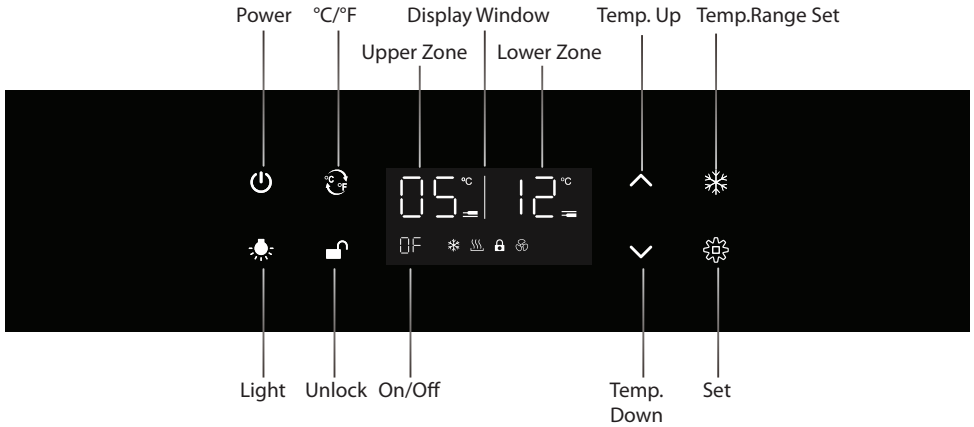 Power °C/°F Display Window Temp. Up Temp.Range Set
Upper Zone Lower Zone
°C °F 05 °C 12 °C
0F
Light Unlock On/Off Temp. Down Set